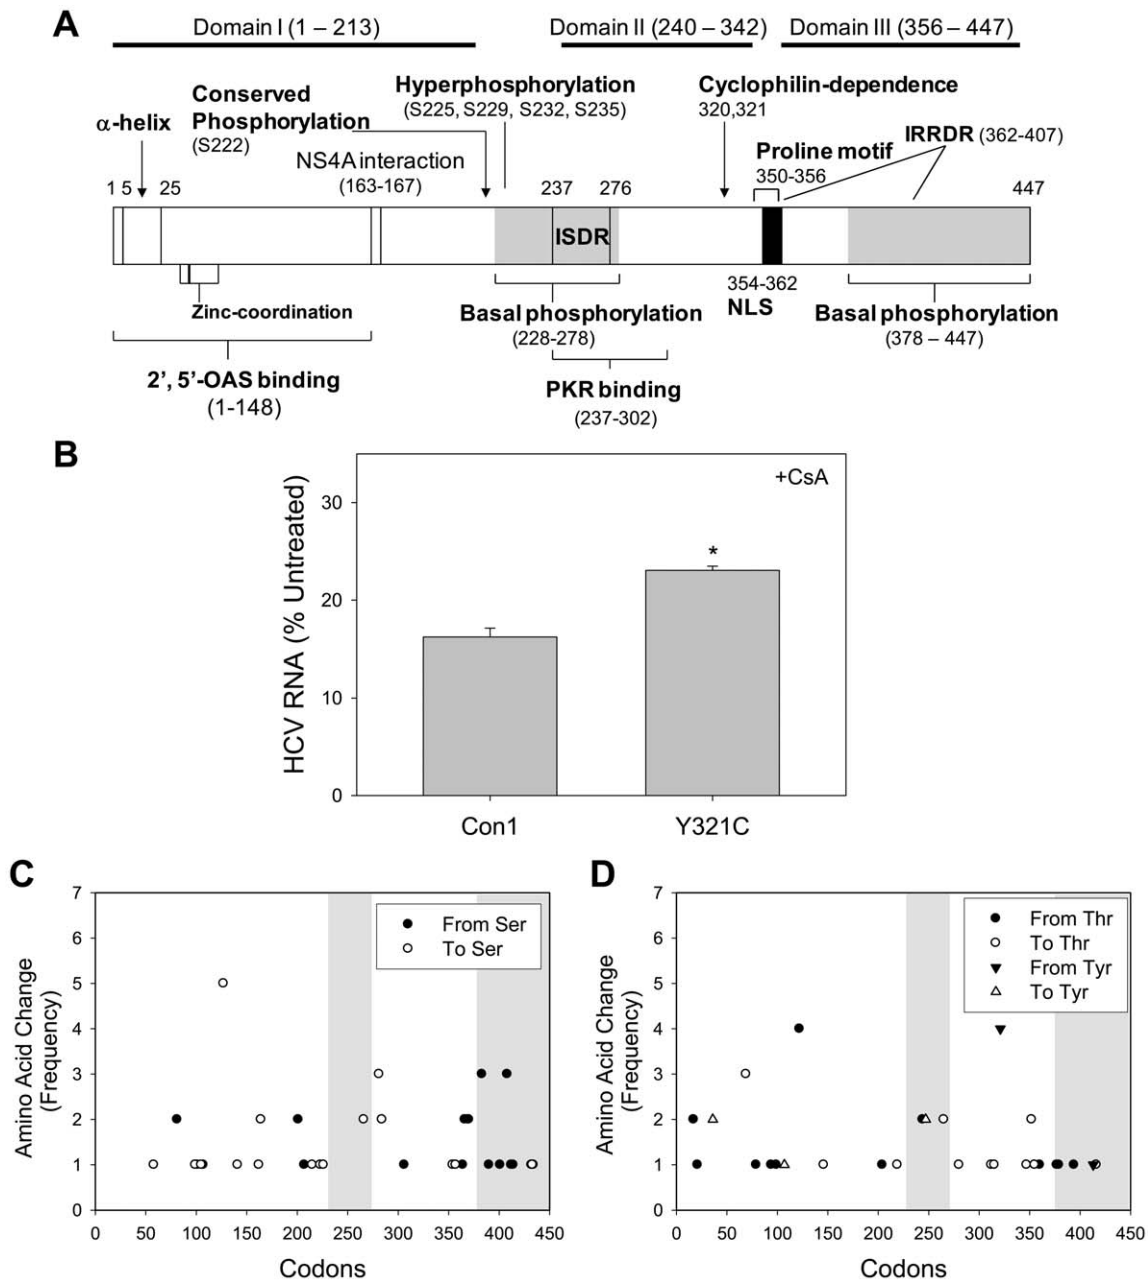 A
Domain I (1 – 213)
Domain II (240 – 342)
Domain III (356 – 447)
Conserved
Phosphorylation
(S222)
Hyperphosphorylation
(S225, S229, S232, S235)
Cyclophilin-dependence
320,321
α-helix
NS4A interaction
(163-167)
Proline motif
350-356
IRRDR (362-407)
1 5 25 237 276 447
ISDR
Zinc-coordination
Basal phosphorylation
(228-278)
354-362
NLS
Basal phosphorylation
(378 – 447)
2’, 5’-OAS binding
(1-148)
PKR binding
(237-302)
B
HCV RNA (% Untreated)
+CsA
30
20
10
0
*
Con1 Y321C
C
Amino Acid Change
(Frequency)
7
6
5
4
3
2
1
0
From Ser
To Ser
0 50 100 150 200 250 300 350 400 450
Codons
D
Amino Acid Change
(Frequency)
7
6
5
4
3
2
1
0
From Thr
To Thr
From Tyr
To Tyr
0 50 100 150 200 250 300 350 400 450
Codons